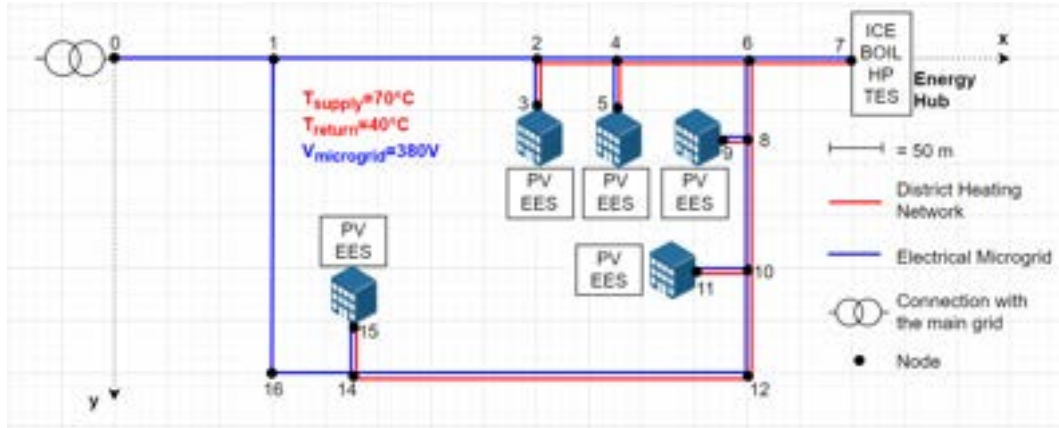 0
1
2
4
6
7
ICE
BOIL
HP
TES
Energy
Hub
x
Tsupply=70°C
Treturn=40°C
Vmicrogrid=380V
3
5
9
8
= 50 m
PV
EES
PV
EES
PV
EES
District Heating
Network
PV
EES
PV
EES
10
11
Electrical Microgrid
Connection with
the main grid
15
Node
16
14
12
y